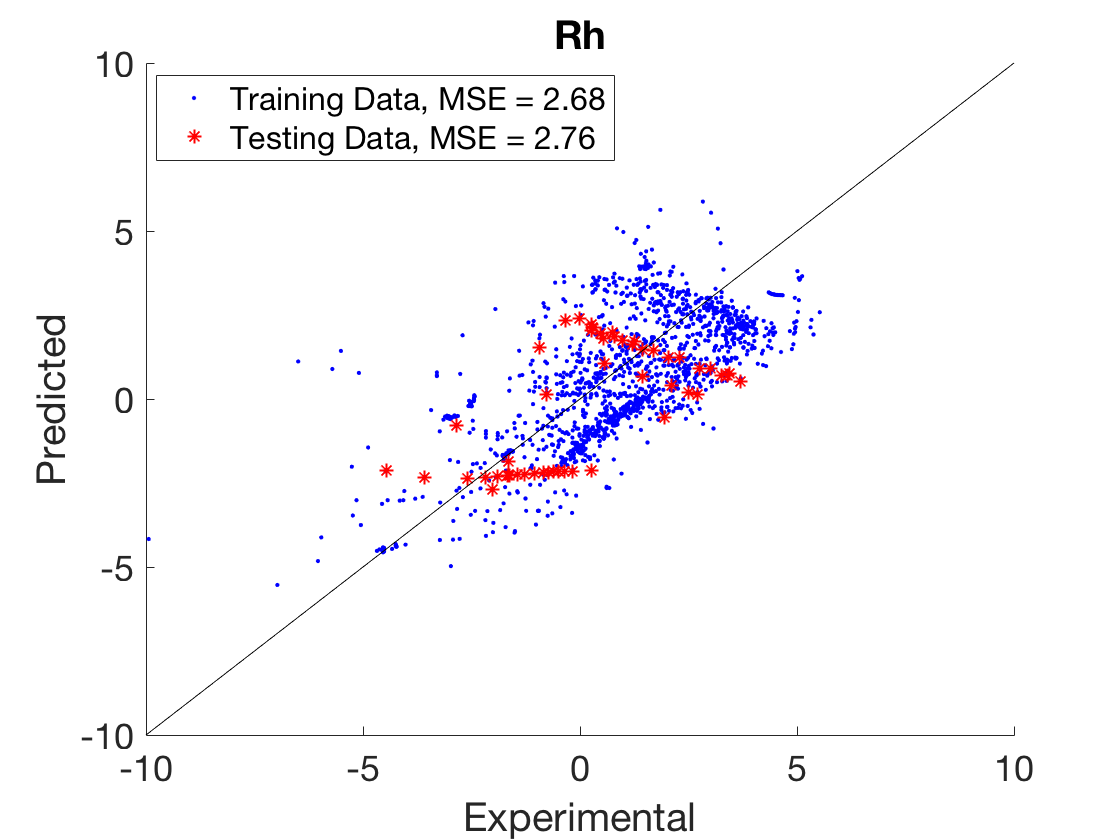 Rh
Training Data, MSE = 2.68
Testing Data, MSE = 2.76
10
5
0
-5
-10
Predicted
-10 -5 0 5 10
Experimental